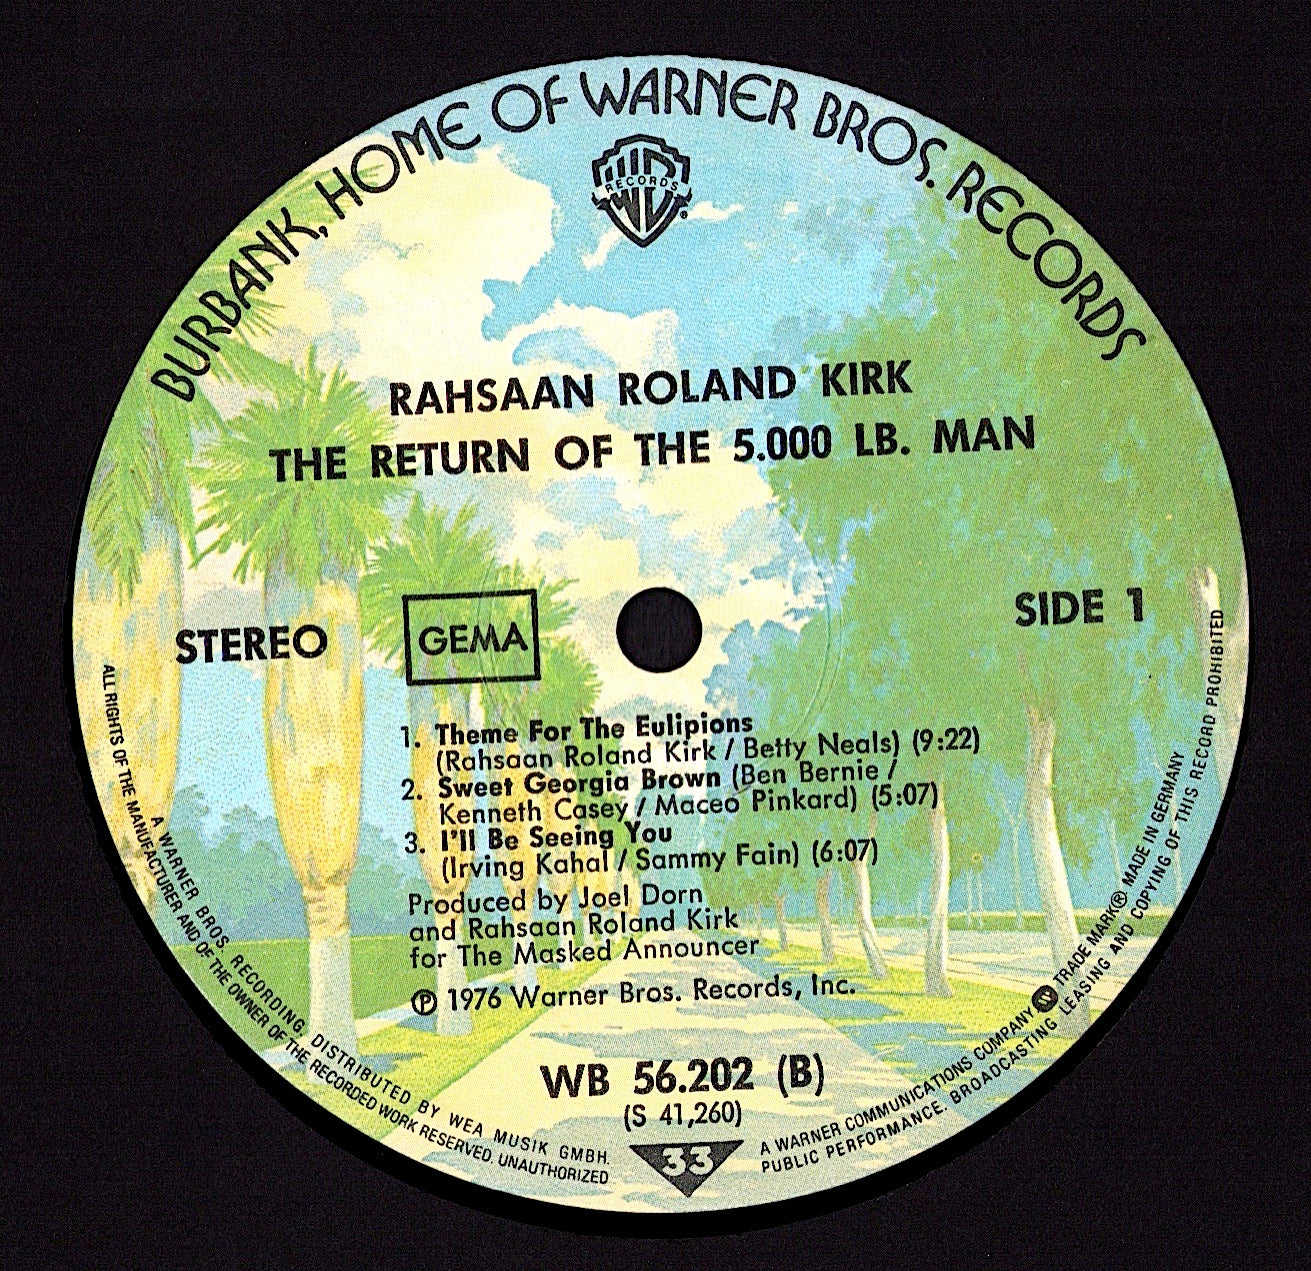 BURBANK, HOME OF WARNER BROS. RECORDS
RECORDS
RAHSAAN ROLAND KIRK
THE RETURN OF THE 5.000 LB. MAN
STEREO
GEMA
SIDE 1
1. Theme For The Eulipions
(Rahsaan Roland Kirk / Betty Neals) (9:22)
2. Sweet Georgia Brown (Ben Bernie /
Kenneth Casey / Maceo Pinkard) (5:07)
3. I'll Be Seeing You
(Irving Kahal / Sammy Fain) (6:07)
Produced by Joel Dorn
and Rahsaan Roland Kirk
for The Masked Announcer
Ⓟ 1976 Warner Bros. Records, Inc.
WB 56.202 (B)
(S 41,260)
33
A WARNER BROS. RECORDING. DISTRIBUTED BY WEA MUSIK GMBH. A WARNER COMMUNICATIONS COMPANY TRADE MARK® MADE IN GERMANY
ALL RIGHTS OF THE MANUFACTURER AND OF THE OWNER OF THE RECORDED WORK RESERVED. UNAUTHORIZED PUBLIC PERFORMANCE. BROADCASTING LEASING AND COPYING OF THIS RECORD PROHIBITED